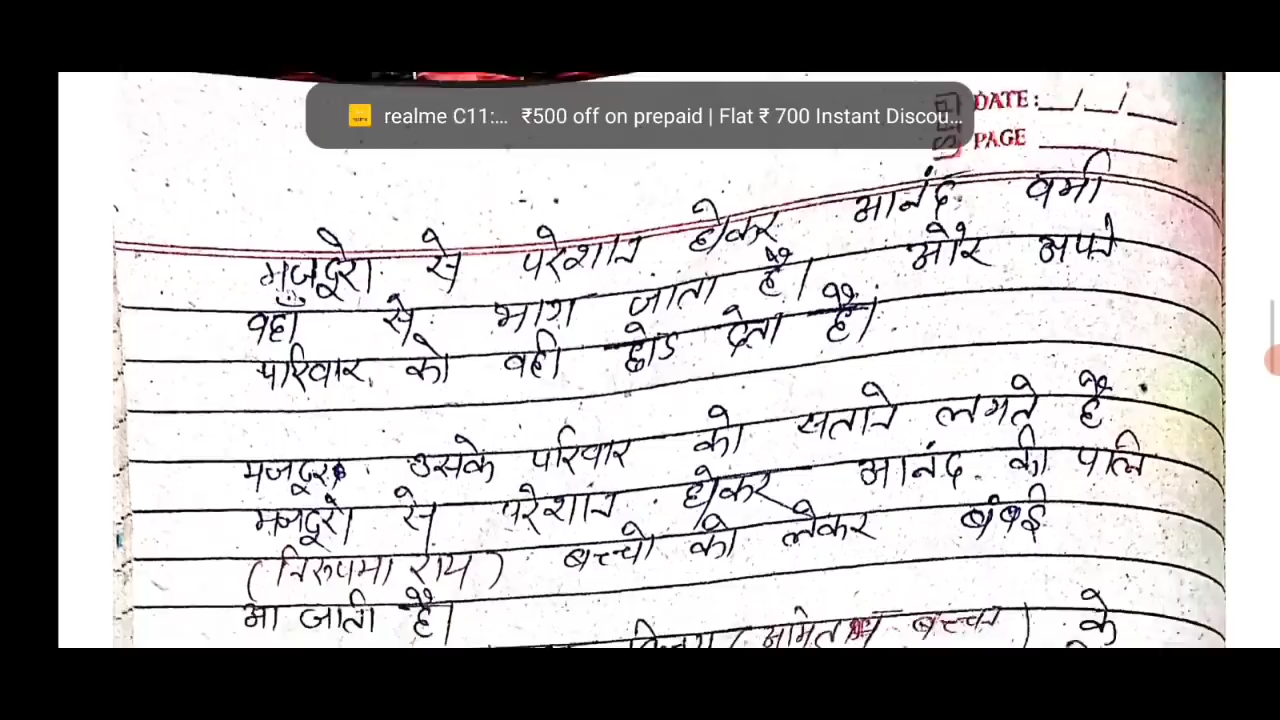 realme C11:... ₹500 off on prepaid | Flat ₹ 700 Instant Discou...
DATE:
PAGE
मजदूरो से परेशान होकर आनंद वर्मा
वहाँ से भाग जाता है। और अपने
परिवार को वही छोड देता है।
मजदूर उसके परिवार को सताने लगते है
मजदूरो से परेशान होकर आनंद की पत्नि
(निरूपमा राय) बच्चो को लेकर बंबई
आ जाती है।
के